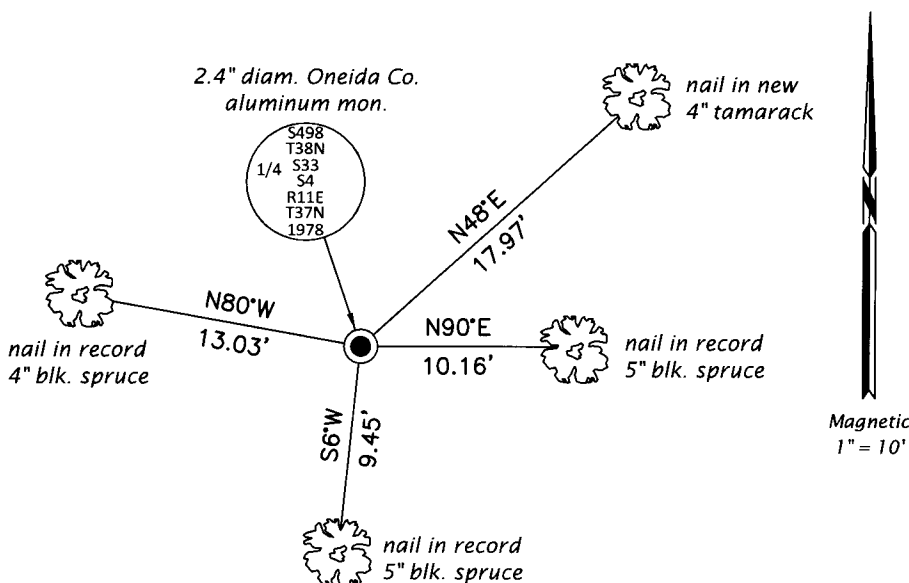 2.4" diam. Oneida Co.
aluminum mon.
S498
T38N
1/4 S33
S4
R11E
T37N
1978
nail in new
4" tamarack
N48°E
17.97'
N80°W
13.03'
nail in record
4" blk. spruce
N90°E
10.16'
nail in record
5" blk. spruce
S6°W
9.45'
nail in record
5" blk. spruce
N
Magnetic
1" = 10'